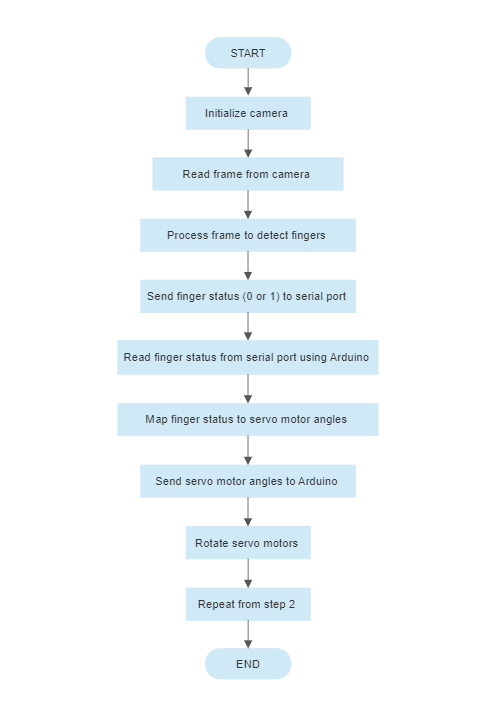 START
Initialize camera
Read frame from camera
Process frame to detect fingers
Send finger status (0 or 1) to serial port
Read finger status from serial port using Arduino
Map finger status to servo motor angles
Send servo motor angles to Arduino
Rotate servo motors
Repeat from step 2
END